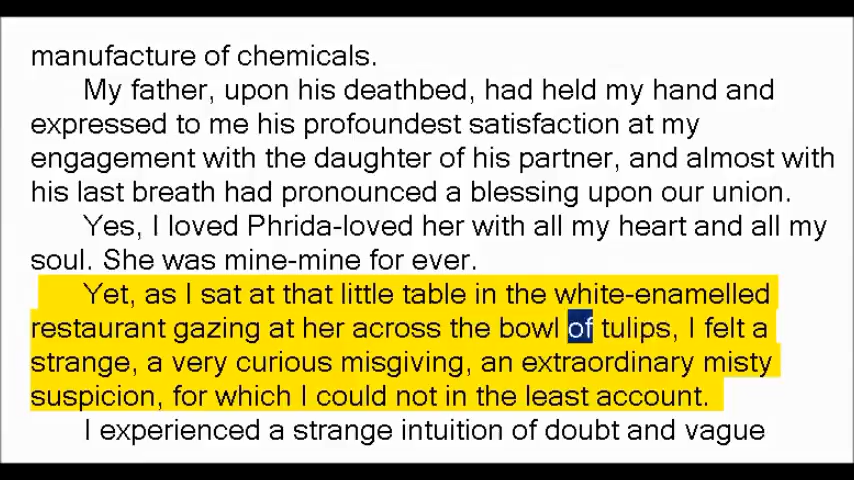 manufacture of chemicals.
My father, upon his deathbed, had held my hand and
expressed to me his profoundest satisfaction at my
engagement with the daughter of his partner, and almost with
his last breath had pronounced a blessing upon our union.
Yes, I loved Phrida-loved her with all my heart and all my
soul. She was mine-mine for ever.
Yet, as I sat at that little table in the white-enamelled
restaurant gazing at her across the bowl of tulips, I felt a
strange, a very curious misgiving, an extraordinary misty
suspicion, for which I could not in the least account.
I experienced a strange intuition of doubt and vague